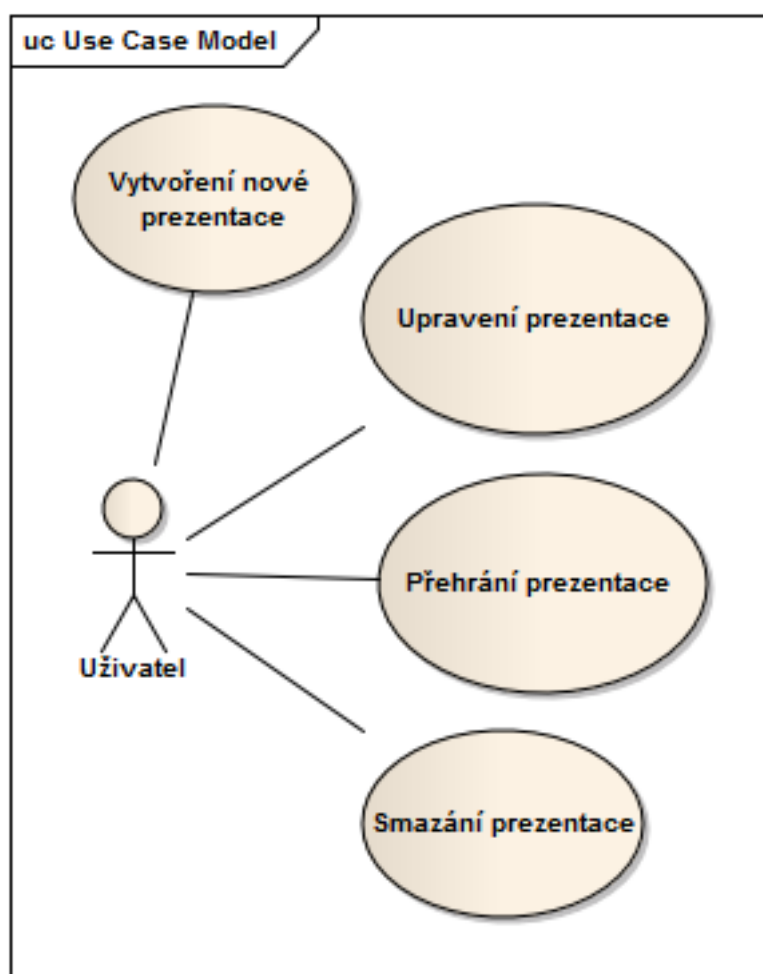 uc Use Case Model
Vytvoření nové
prezentace
Upravení prezentace
Přehrání prezentace
Uživatel
Smazání prezentace